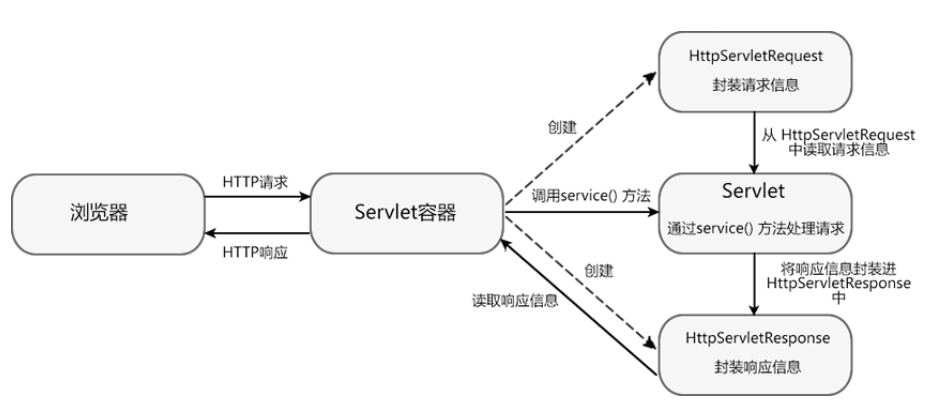 HttpServletRequest
封装请求信息
创建
从 HttpServletRequest
中读取请求信息
浏览器
HTTP请求
HTTP响应
Servlet容器
调用service() 方法
Servlet
通过service() 方法处理请求
创建
读取响应信息
将响应信息封装进
HttpServletResponse
中
HttpServletResponse
封装响应信息